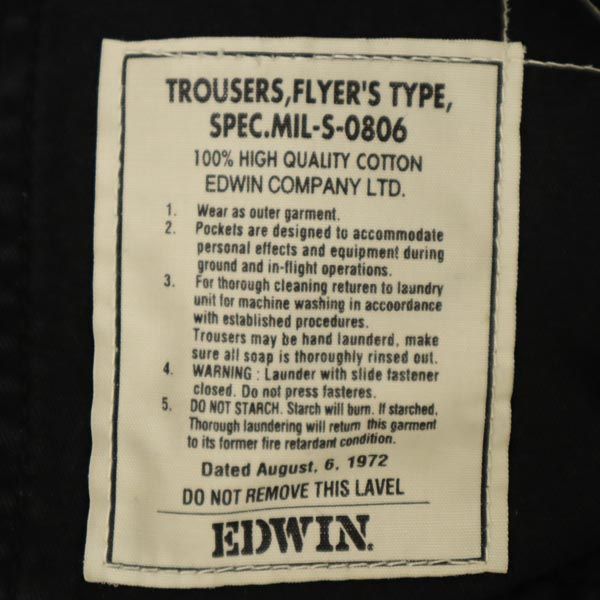 TROUSERS,FLYER'S TYPE,
SPEC.MIL-S-0806
100% HIGH QUALITY COTTON
EDWIN COMPANY LTD.
1. Wear as outer garment.
2. Pockets are designed to accommodate
personal effects and equipment during
ground and in-flight operations.
3. For thorough cleaning returen to laundry
unit for machine washing in accoordance
with established procedures.
Trousers may be hand launderd, make
sure all soap is thoroughly rinsed out.
4. WARNING : Launder with slide fastener
closed. Do not press fasteres.
5. DO NOT STARCH. Starch will burn. If starched,
Thorough laundering will return this garment
to its former fire retardant condition.
Dated August, 6, 1972
DO NOT REMOVE THIS LAVEL
EDWIN.